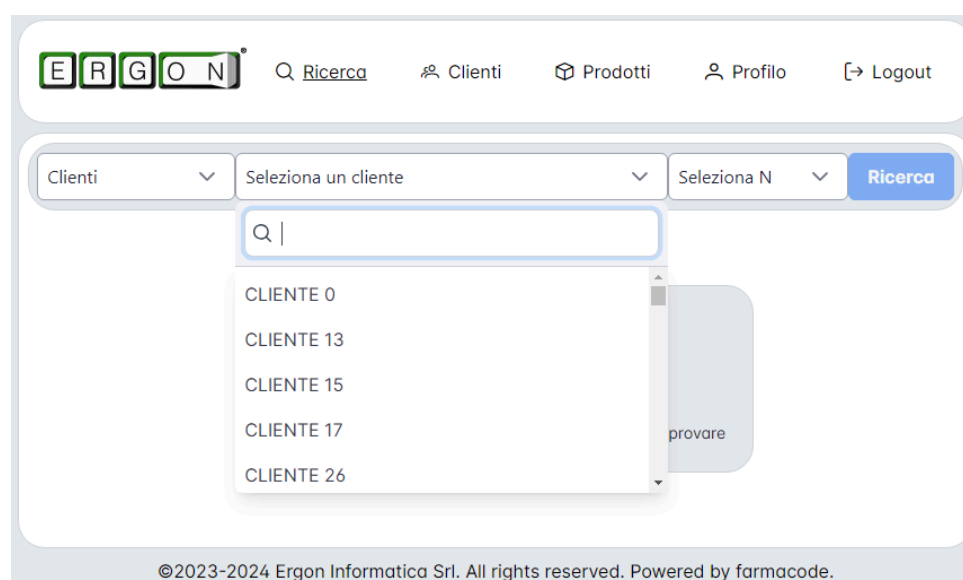 ERGON® Ricerca Clienti Prodotti Profilo Logout
Clienti Seleziona un cliente Seleziona N Ricerca
CLIENTE 0
CLIENTE 13
CLIENTE 15
CLIENTE 17
provare
CLIENTE 26
©2023-2024 Ergon Informatica Srl. All rights reserved. Powered by farmacode.